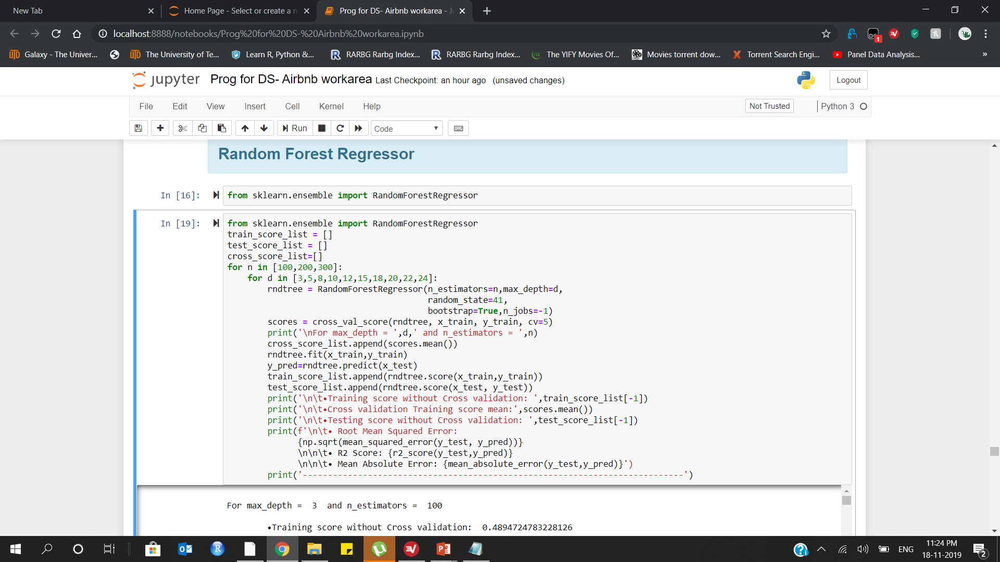 New Tab
Home Page - Select or create a n
Prog for DS- Airbnb workarea - J
localhost:8888/notebooks/Prog%20for%20DS-%20Airbnb%20workarea.ipynb
1
Galaxy - The Univer...
The University of Te...
Learn R, Python &...
RARBG Rarbg Index...
RARBG Rarbg Index...
The YIFY Movies Of...
Movies torrent dow...
Torrent Search Engi...
Panel Data Analysis...
»
jupyter Prog for DS- Airbnb workarea Last Checkpoint: an hour ago (unsaved changes)
Logout
File Edit View Insert Cell Kernel Help
Not Trusted
Python 3
Run
Code
Random Forest Regressor
In [16]: from sklearn.ensemble import RandomForestRegressor
In [19]: from sklearn.ensemble import RandomForestRegressor
train_score_list = []
test_score_list = []
cross_score_list=[]
for n in [100,200,300]:
    for d in [3,5,8,10,12,15,18,20,22,24]:
        rndtree = RandomForestRegressor(n_estimators=n,max_depth=d,
                                        random_state=41,
                                        bootstrap=True,n_jobs=-1)
        scores = cross_val_score(rndtree, x_train, y_train, cv=5)
        print('\nFor max_depth = ',d,' and n_estimators = ',n)
        cross_score_list.append(scores.mean())
        rndtree.fit(x_train,y_train)
        y_pred=rndtree.predict(x_test)
        train_score_list.append(rndtree.score(x_train,y_train))
        test_score_list.append(rndtree.score(x_test, y_test))
        print('\n\t•Training score without Cross validation: ',train_score_list[-1])
        print('\n\t•Cross validation Training score mean:',scores.mean())
        print('\n\t•Testing score without Cross validation: ',test_score_list[-1])
        print(f'\n\t• Root Mean Squared Error:
              {np.sqrt(mean_squared_error(y_test, y_pred))}
              \n\n\t• R2 Score: {r2_score(y_test,y_pred)}
              \n\n\t• Mean Absolute Error: {mean_absolute_error(y_test,y_pred)}')
        print('----------------------------------------------------------------------------')
For max_depth =  3  and n_estimators =  100
•Training score without Cross validation:  0.4894724783228126
ENG
11:24 PM
18-11-2019
2